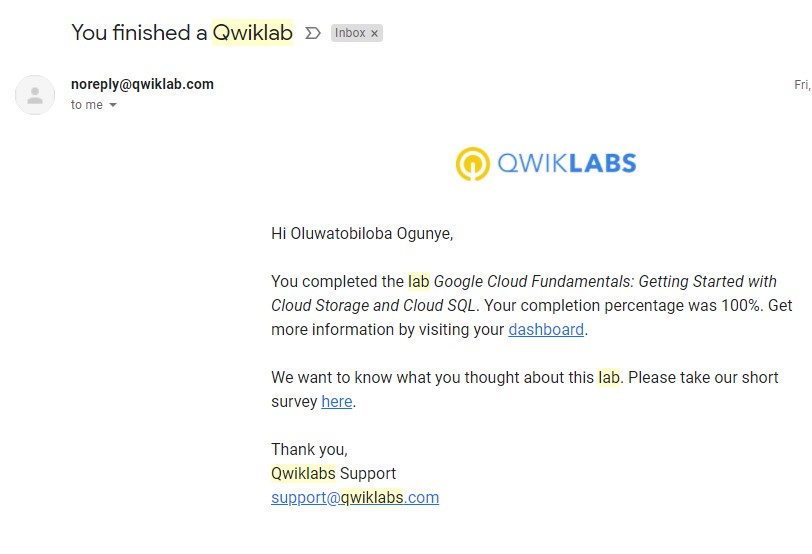 You finished a Qwiklab
Inbox ×
noreply@qwiklab.com
Fri,
to me
QWIKLABS
Hi Oluwatobiloba Ogunye,
You completed the lab Google Cloud Fundamentals: Getting Started with
Cloud Storage and Cloud SQL. Your completion percentage was 100%. Get
more information by visiting your dashboard.
We want to know what you thought about this lab. Please take our short
survey here.
Thank you,
Qwiklabs Support
support@qwiklabs.com